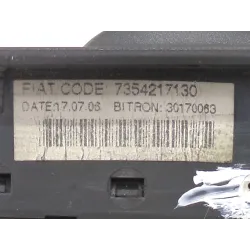 FIAT CODE 7354217130
DATE:17.07.06 BITRON: 30170063